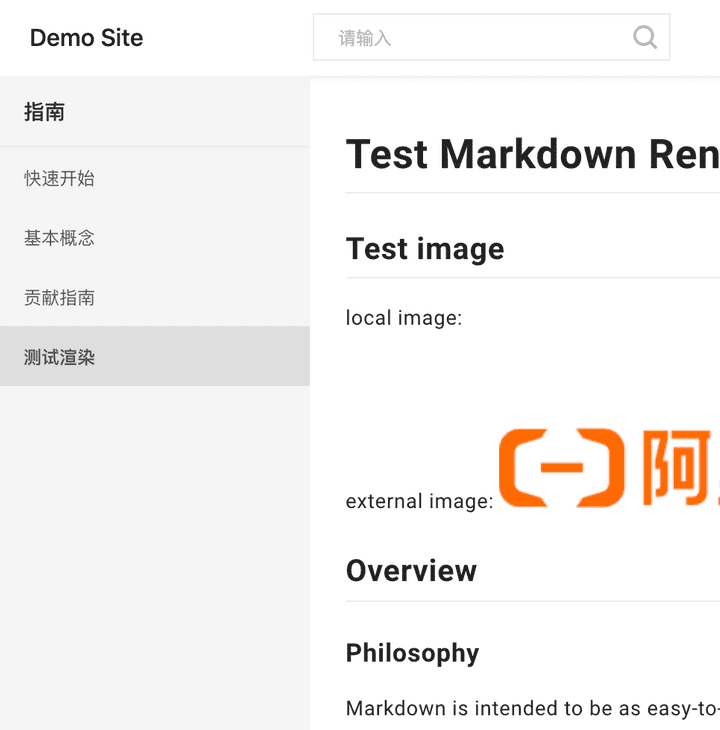 Demo Site
请输入
指南
快速开始
基本概念
贡献指南
测试渲染
Test Markdown Ren
Test image
local image:
external image:
阿
Overview
Philosophy
Markdown is intended to be as easy-to-